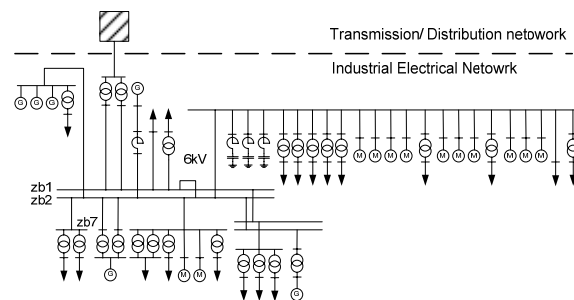 Transmission/ Distribution netowork
Industrial Electrical Netowrk
G
G G G
M M M M M M M M
6kV
zb1
zb2
zb7
G M M
G